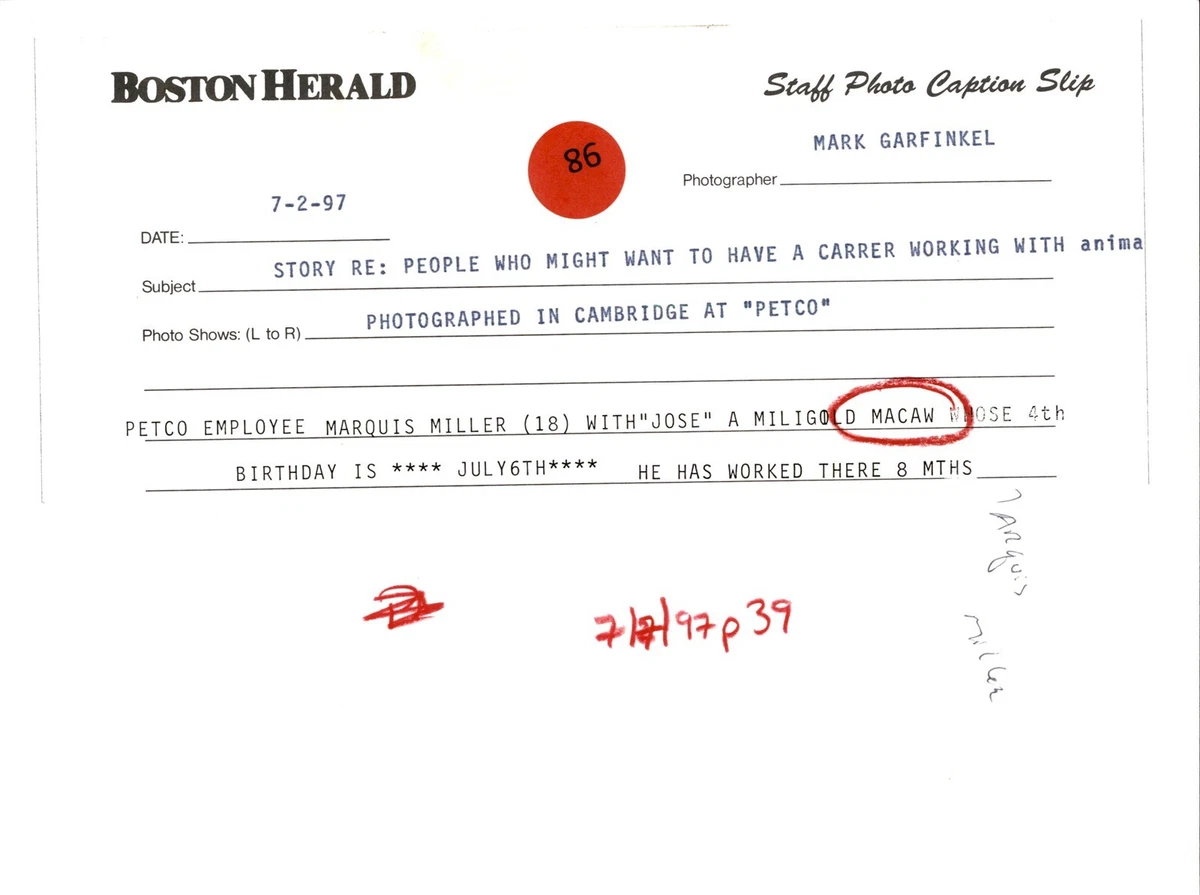 BOSTON HERALD
Staff Photo Caption Slip
86
MARK GARFINKEL
Photographer
7-2-97
DATE:
STORY RE: PEOPLE WHO MIGHT WANT TO HAVE A CARRER WORKING WITH anima
Subject
PHOTOGRAPHED IN CAMBRIDGE AT "PETCO"
Photo Shows: (L to R)
PETCO EMPLOYEE MARQUIS MILLER (18) WITH"JOSE" A MILIGOLD MACAW WHOSE 4th
BIRTHDAY IS **** JULY6TH**** HE HAS WORKED THERE 8 MTHS
7/7/97 p39
Miller